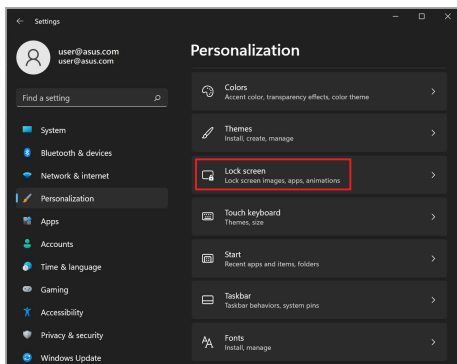 Settings
user@asus.com
user@asus.com
Find a setting
System
Bluetooth & devices
Network & internet
Personalization
Apps
Accounts
Time & language
Gaming
Accessibility
Privacy & security
Windows Update
Personalization
Colors
Accent color, transparency effects, color theme
Themes
Install, create, manage
Lock screen
Lock screen images, apps, animations
Touch keyboard
Themes, size
Start
Recent apps and items, folders
Taskbar
Taskbar behaviors, system pins
Fonts
Install, manage